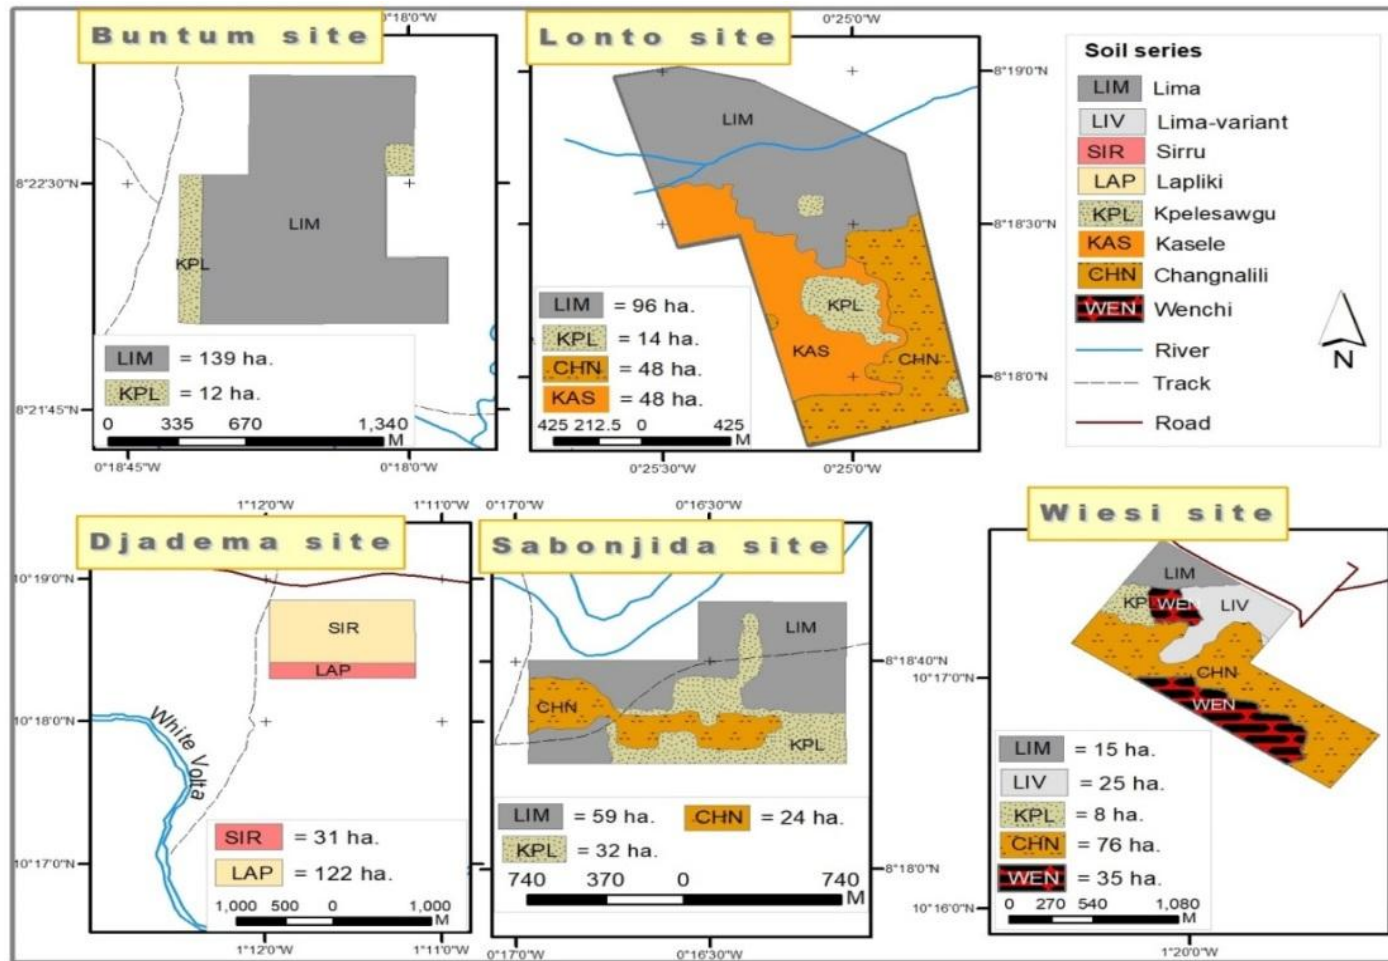 Buntum site
0°18'0"W
8°22'30"N
8°21'45"N
KPL
LIM
LIM = 139 ha.
KPL = 12 ha.
0 335 670 1,340
M
0°18'45"W 0°18'0"W
Lonto site
0°25'0"W
8°19'0"N
8°18'30"N
8°18'0"N
LIM
KPL
KAS
CHN
LIM = 96 ha.
KPL = 14 ha.
CHN = 48 ha.
KAS = 48 ha.
425 212.5 0 425
M
0°25'30"W 0°25'0"W
Soil series
LIM Lima
LIV Lima-variant
SIR Sirru
LAP Lapliki
KPL Kpelesawgu
KAS Kasele
CHN Changnalili
WEN Wenchi
River
Track
Road
N
1°12'0"W 1°11'0"W
Djadema site
10°19'0"N
10°18'0"N
10°17'0"N
SIR
LAP
White Volta
SIR = 31 ha.
LAP = 122 ha.
1,000 500 0 1,000
M
1°12'0"W 1°11'0"W
0°17'0"W 0°16'30"W
Sabonjida site
8°18'40"N
8°18'0"N
LIM
CHN
KPL
LIM = 59 ha. CHN = 24 ha.
KPL = 32 ha.
740 370 0 740
M
0°17'0"W 0°16'30"W
Wiesi site
10°17'0"N
10°16'0"N
LIM
KPL WEN LIV
CHN
WEN
LIM = 15 ha.
LIV = 25 ha.
KPL = 8 ha.
CHN = 76 ha.
WEN = 35 ha.
0 270 540 1,080
M
1°20'0"W